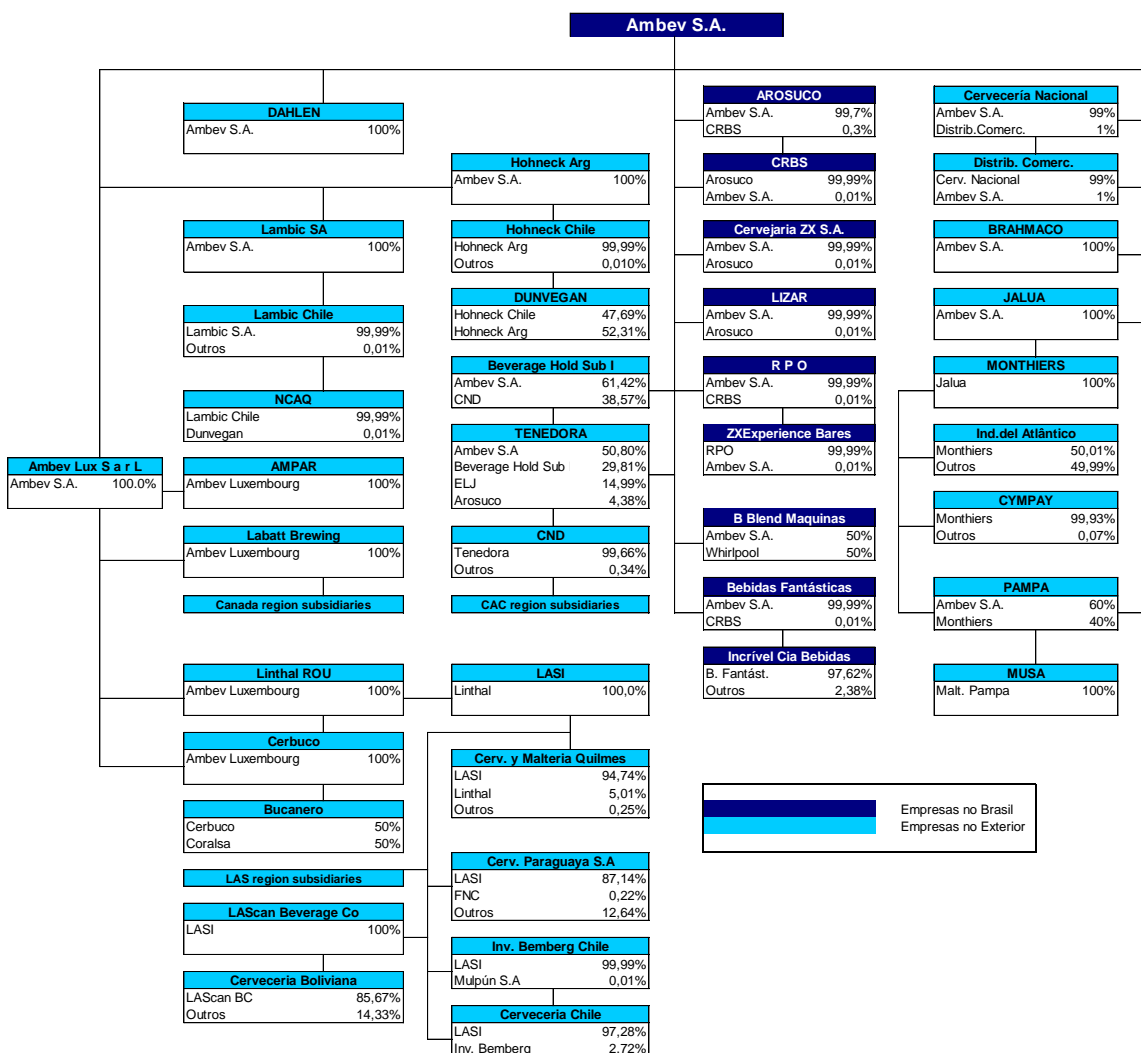 Ambev S.A.
DAHLEN
Ambev S.A. 100%
Lambic SA
Ambev S.A. 100%
Lambic Chile
Lambic S.A. 99,99%
Outros 0,01%
NCAQ
Lambic Chile 99,99%
Dunvegan 0,01%
Ambev Lux S a r L
Ambev S.A. 100.0%
AMPAR
Ambev Luxembourg 100%
Labatt Brewing
Ambev Luxembourg 100%
Canada region subsidiaries
Linthal ROU
Ambev Luxembourg 100%
Cerbuco
Ambev Luxembourg 100%
Bucanero
Cerbuco 50%
Coralsa 50%
LAS region subsidiaries
LAScan Beverage Co
LASI 100%
Cerveceria Boliviana
LAScan BC 85,67%
Outros 14,33%
Hohneck Arg
Ambev S.A. 100%
Hohneck Chile
Hohneck Arg 99,99%
Outros 0,010%
DUNVEGAN
Hohneck Chile 47,69%
Hohneck Arg 52,31%
Beverage Hold Sub I
Ambev S.A. 61,42%
CND 38,57%
TENEDORA
Ambev S.A 50,80%
Beverage Hold Sub 29,81%
ELJ 14,99%
Arosuco 4,38%
CND
Tenedora 99,66%
Outros 0,34%
CAC region subsidiaries
LASI
Linthal 100,0%
Cerv. y Malteria Quilmes
LASI 94,74%
Linthal 5,01%
Outros 0,25%
Cerv. Paraguaya S.A
LASI 87,14%
FNC 0,22%
Outros 12,64%
Inv. Bemberg Chile
LASI 99,99%
Mulpún S.A 0,01%
Cerveceria Chile
LASI 97,28%
Inv. Bemberg 2,72%
AROSUCO
Ambev S.A. 99,7%
CRBS 0,3%
CRBS
Arosuco 99,99%
Ambev S.A. 0,01%
Cervejaria ZX S.A.
Ambev S.A. 99,99%
Arosuco 0,01%
LIZAR
Ambev S.A. 99,99%
Arosuco 0,01%
R P O
Ambev S.A. 99,99%
CRBS 0,01%
ZXExperience Bares
RPO 99,99%
Ambev S.A. 0,01%
B Blend Maquinas
Ambev S.A. 50%
Whirlpool 50%
Bebidas Fantásticas
Ambev S.A. 99,99%
CRBS 0,01%
Incrível Cia Bebidas
B. Fantást. 97,62%
Outros 2,38%
Cervecería Nacional
Ambev S.A. 99%
Distrib.Comerc. 1%
Distrib. Comerc.
Cerv. Nacional 99%
Ambev S.A. 1%
BRAHMACO
Ambev S.A. 100%
JALUA
Ambev S.A. 100%
MONTHIERS
Jalua 100%
Ind.del Atlântico
Monthiers 50,01%
Outros 49,99%
CYMPAY
Monthiers 99,93%
Outros 0,07%
PAMPA
Ambev S.A. 60%
Monthiers 40%
MUSA
Malt. Pampa 100%
Empresas no Brasil
Empresas no Exterior